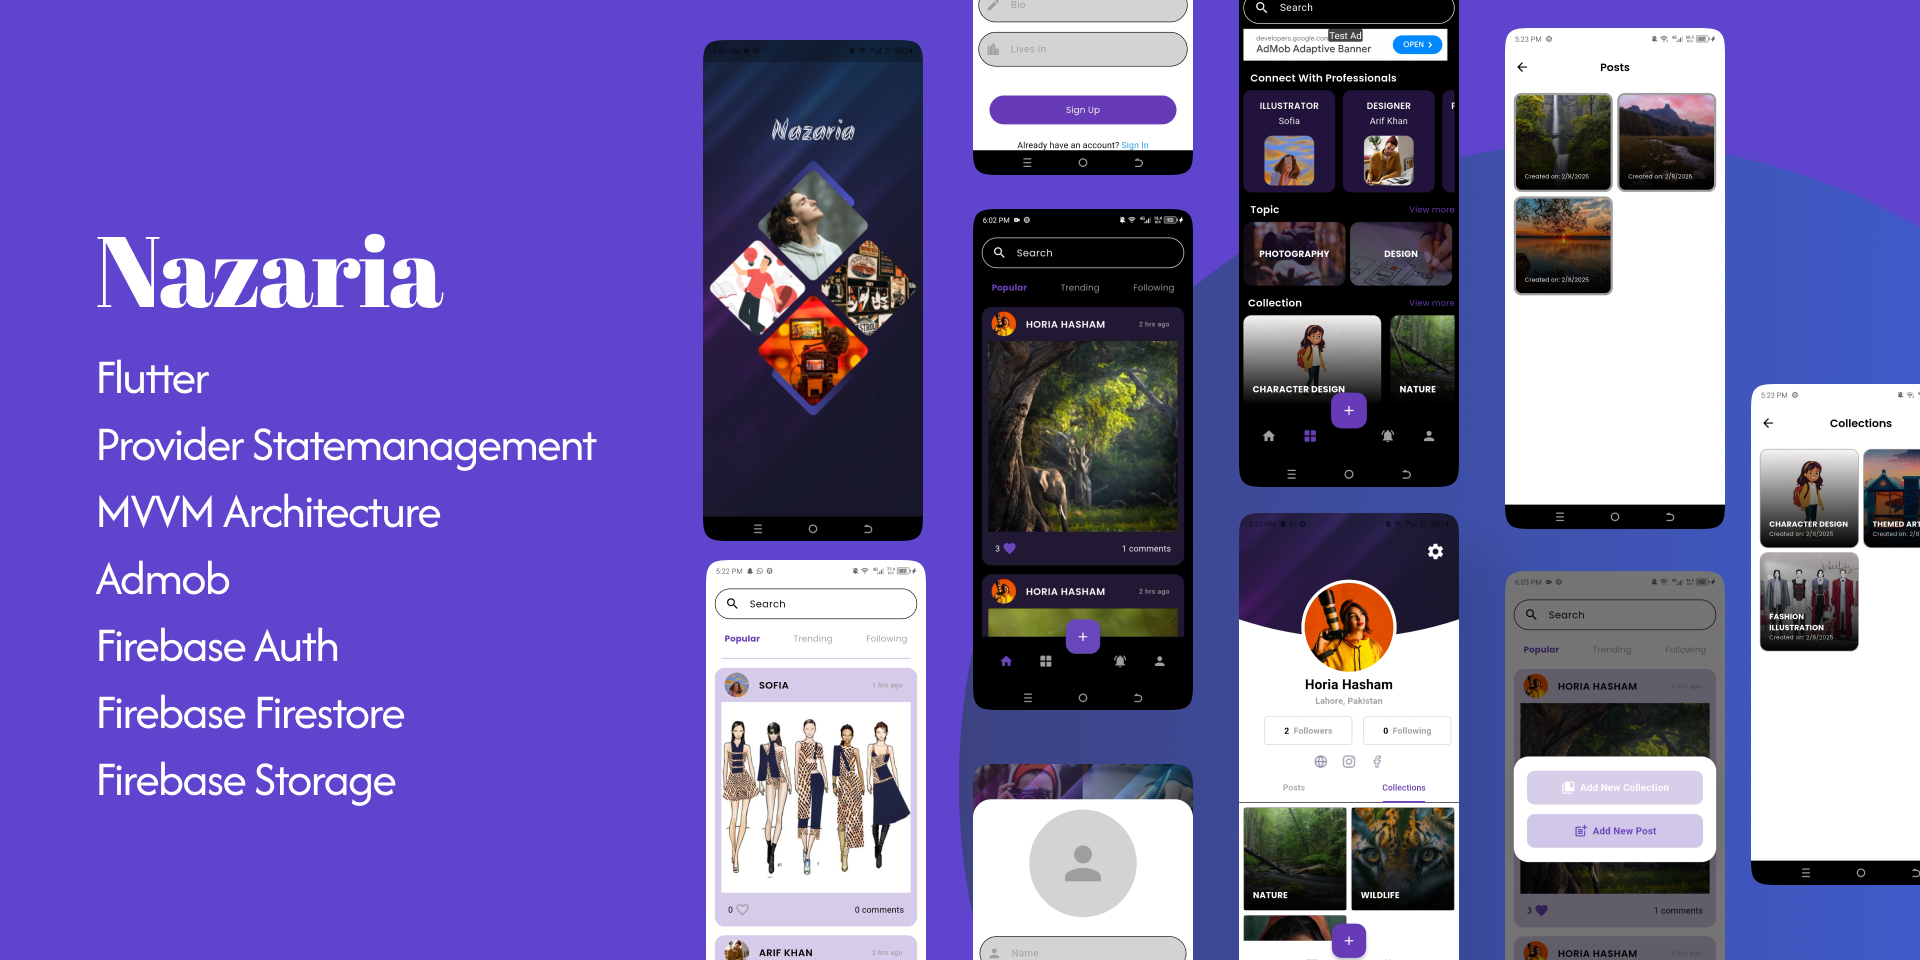 Nazaria
Flutter
Provider Statemanagement
MVVM Architecture
Admob
Firebase Auth
Firebase Firestore
Firebase Storage
Nazaria
5:22 PM
Search
Popular Trending Following
SOFIA 1 hrs ago
0 0 comments
ARIF KHAN 2 hrs ago
Bio
Lives in
Sign Up
Already have an account? Sign In
6:02 PM
Search
Popular Trending Following
HORIA HASHAM 2 hrs ago
3 1 comments
HORIA HASHAM 2 hrs ago
Name
Search
developers.google.com
Test Ad
AdMob Adaptive Banner OPEN
Connect With Professionals
ILLUSTRATOR DESIGNER
Sofia Arif Khan
Topic View more
PHOTOGRAPHY DESIGN
Collection View more
CHARACTER DESIGN NATURE
Horia Hasham
Lahore, Pakistan
2 Followers 0 Following
Posts Collections
NATURE WILDLIFE
5:23 PM
Posts
Created on: 2/8/2025 Created on: 2/8/2025
Created on: 2/8/2025
6:03 PM
Search
Popular Trending Following
HORIA HASHAM 2 hrs ago
Add New Collection
Add New Post
3 1 comments
HORIA HASHAM 2 hrs ago
5:23 PM
Collections
CHARACTER DESIGN THEMED ART
Created on: 2/8/2025 Created on: 2/8
FASHION
ILLUSTRATION
Created on: 2/8/2025